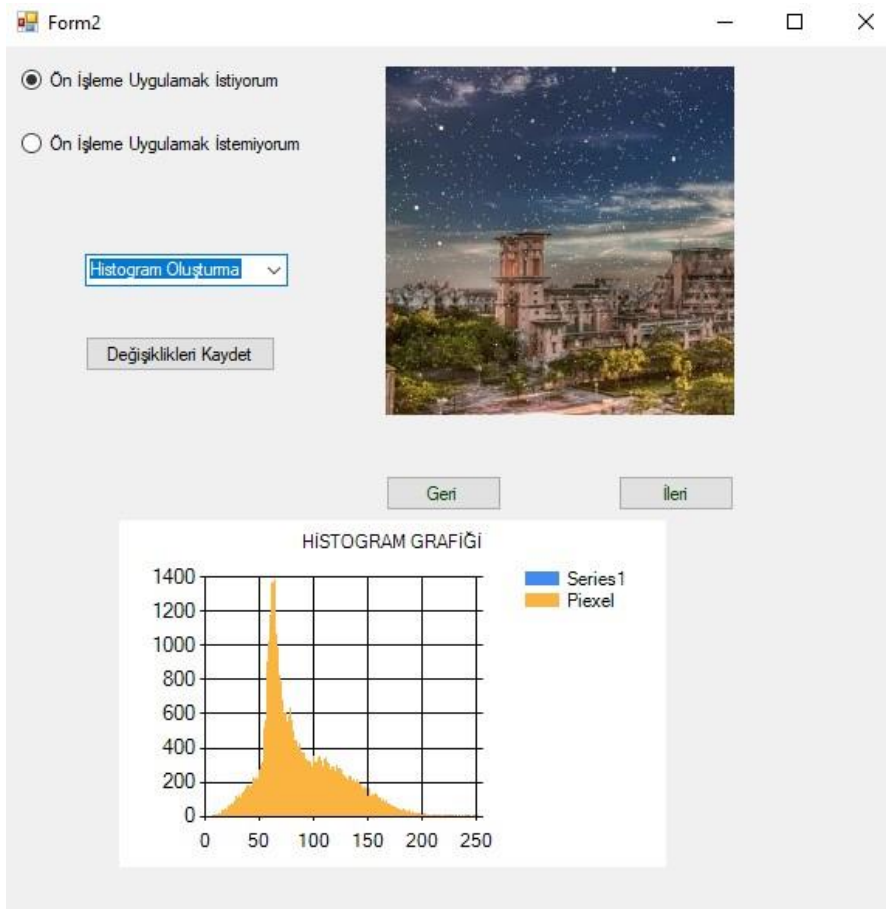 Form2
Ön İşleme Uygulamak İstiyorum
Ön İşleme Uygulamak İstemiyorum
Histogram Oluşturma
Değişiklikleri Kaydet
Geri
İleri
HİSTOGRAM GRAFİĞİ
Series1
Piexel
1400
1200
1000
800
600
400
200
0
0 50 100 150 200 250